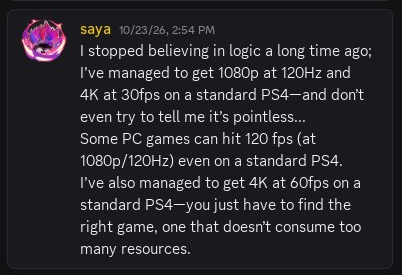 saya 10/23/26, 2:54 PM
I stopped believing in logic a long time ago;
I’ve managed to get 1080p at 120Hz and
4K at 30fps on a standard PS4—and don’t
even try to tell me it’s pointless...
Some PC games can hit 120 fps (at
1080p/120Hz) even on a standard PS4.
I’ve also managed to get 4K at 60fps on a
standard PS4—you just have to find the
right game, one that doesn’t consume too
many resources.